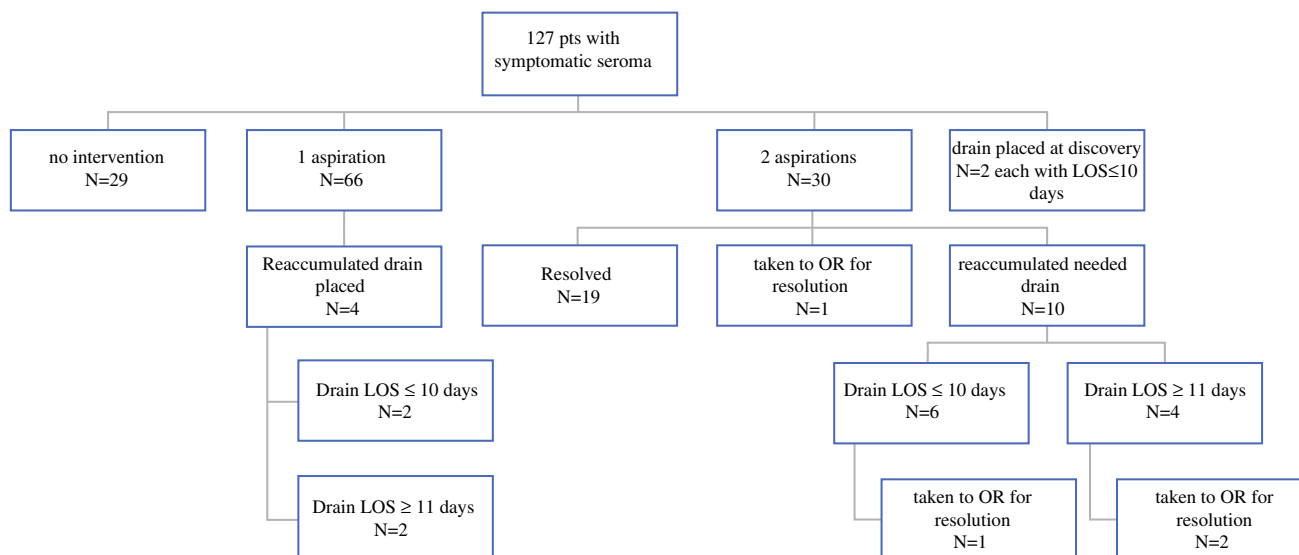 127 pts with
symptomatic seroma
no intervention
N=29
1 aspiration
N=66
2 aspirations
N=30
drain placed at discovery
N=2 each with LOS≤10
days
Reaccumulated drain
placed
N=4
Resolved
N=19
taken to OR for
resolution
N=1
reaccumulated needed
drain
N=10
Drain LOS ≤ 10 days
N=2
Drain LOS ≤ 10 days
N=6
Drain LOS ≥ 11 days
N=4
Drain LOS ≥ 11 days
N=2
taken to OR for
resolution
N=1
taken to OR for
resolution
N=2